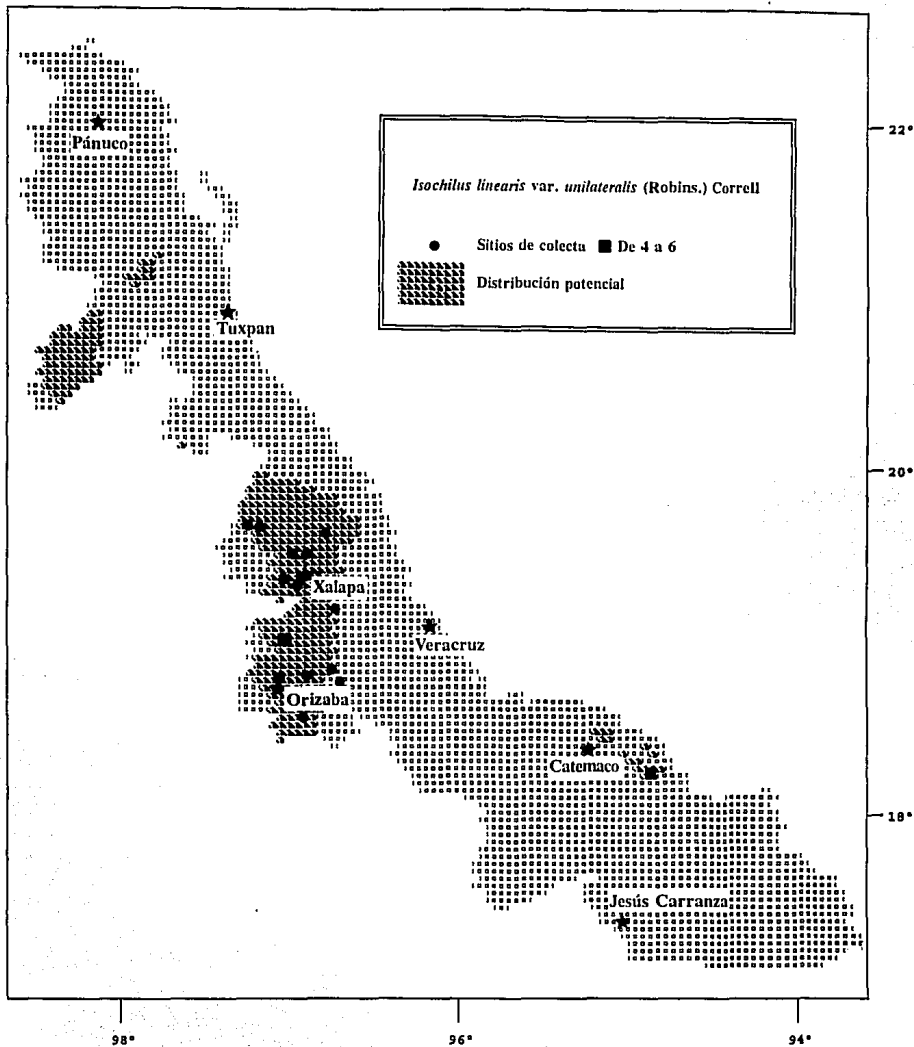 22°
Pánuco
Isochilus linearis var. unilateralis (Robins.) Correll
Sitios de colecta De 4 a 6
Distribución potencial
Tuxpan
20°
Xalapa
Veracruz
Orizaba
Catemaco
18°
Jesús Carranza
98° 96° 94°